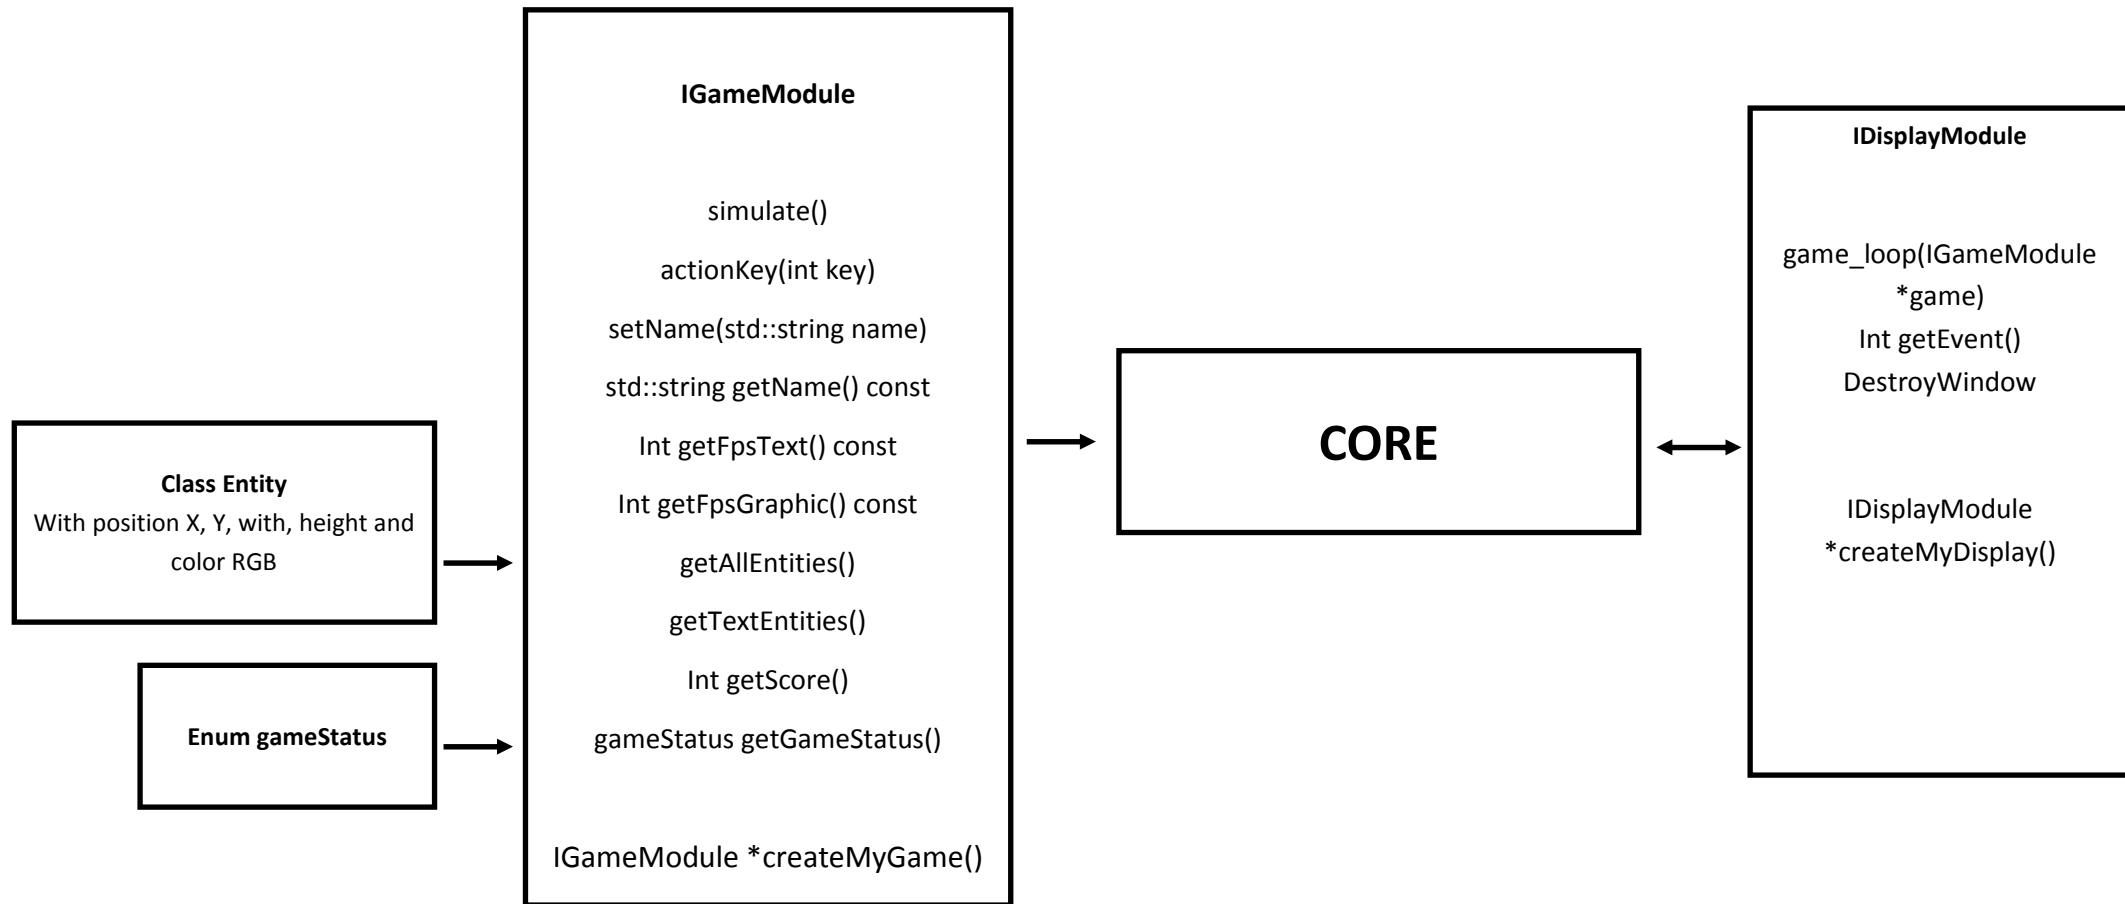 Class Entity
With position X, Y, with, height and
color RGB
Enum gameStatus
IGameModule
simulate()
actionKey(int key)
setName(std::string name)
std::string getName() const
Int getFpsText() const
Int getFpsGraphic() const
getAllEntities()
getTextEntities()
Int getScore()
gameStatus getGameStatus()
IGameModule *createMyGame()
CORE
IDisplayModule
game_loop(IGameModule
*game)
Int getEvent()
DestroyWindow
IDisplayModule
*createMyDisplay()